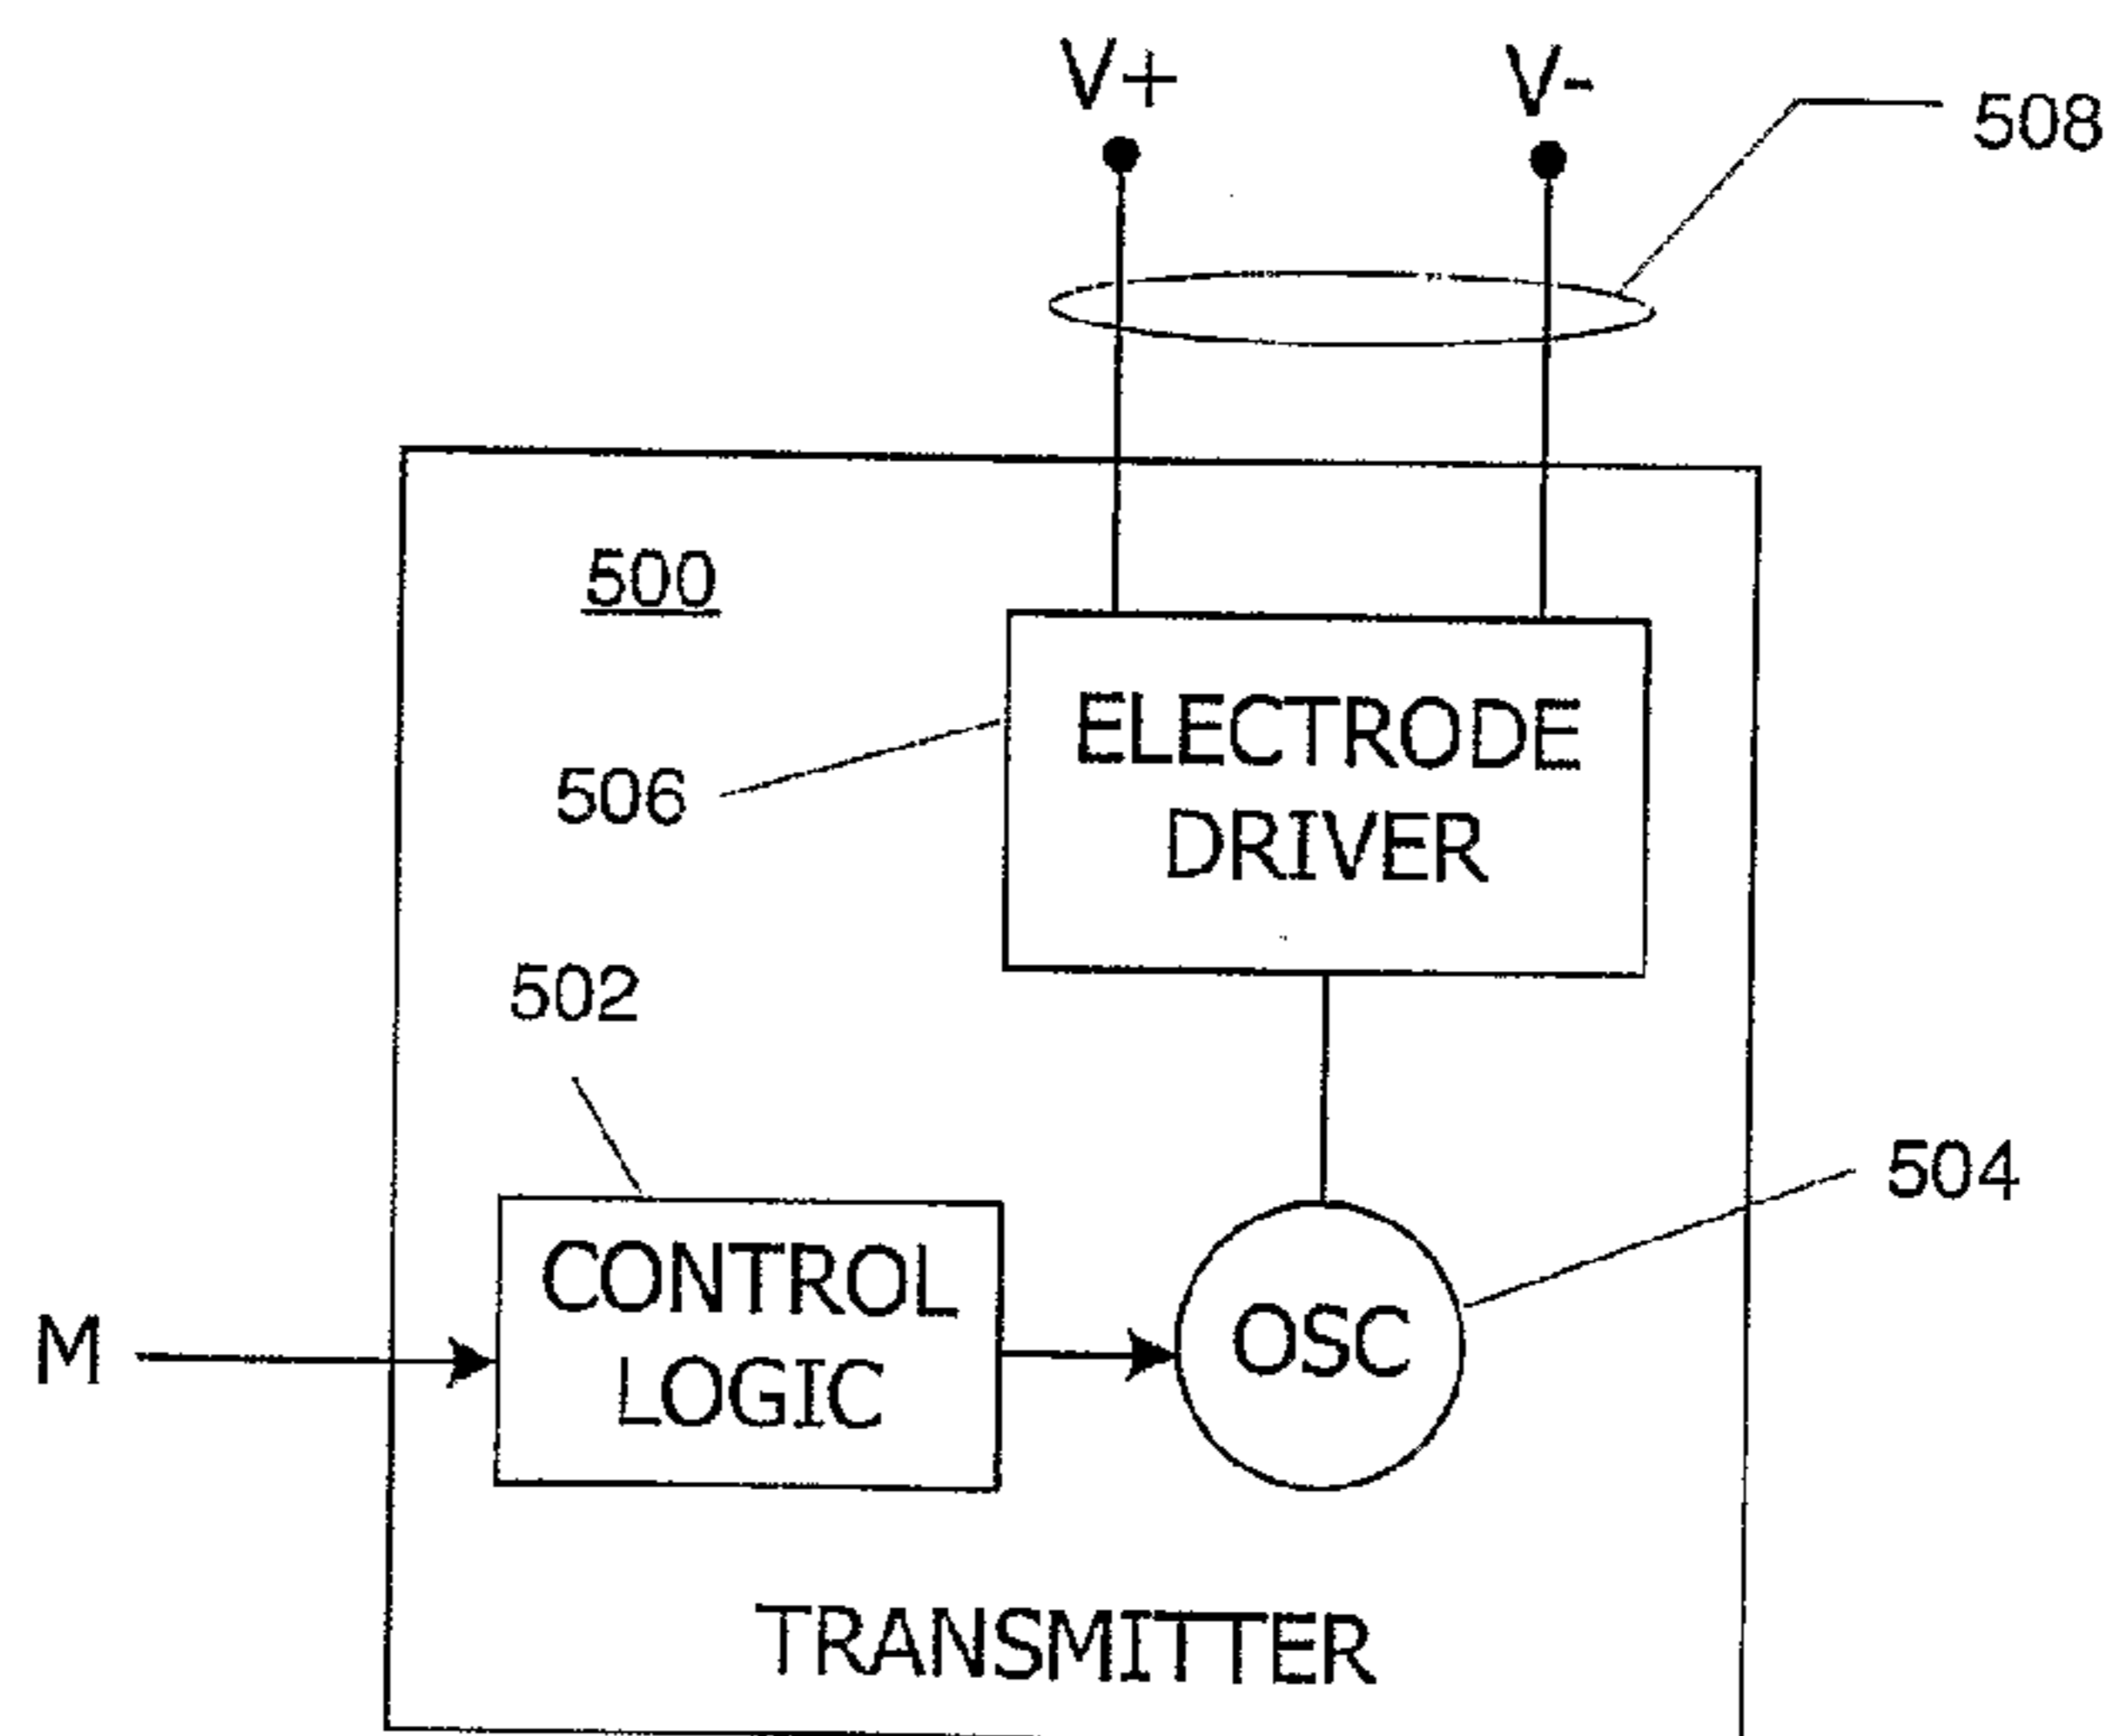 V+
V-
508
500
506
ELECTRODE
DRIVER
502
504
CONTROL
LOGIC
OSC
M
TRANSMITTER